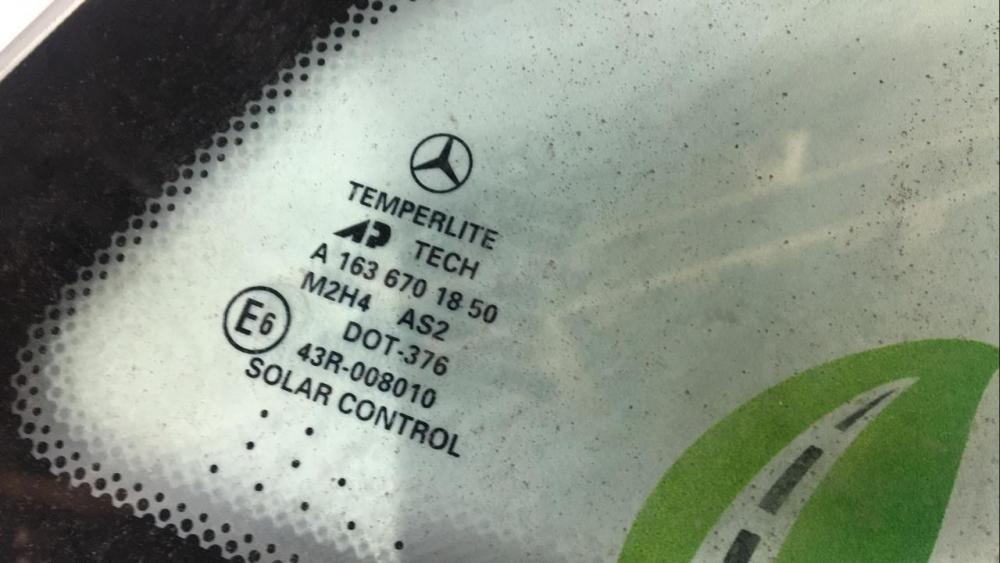 TEMPERLITE
AP TECH
A 163 670 18 50
M2H4 AS2
E6
DOT-376
43R-008010
SOLAR CONTROL